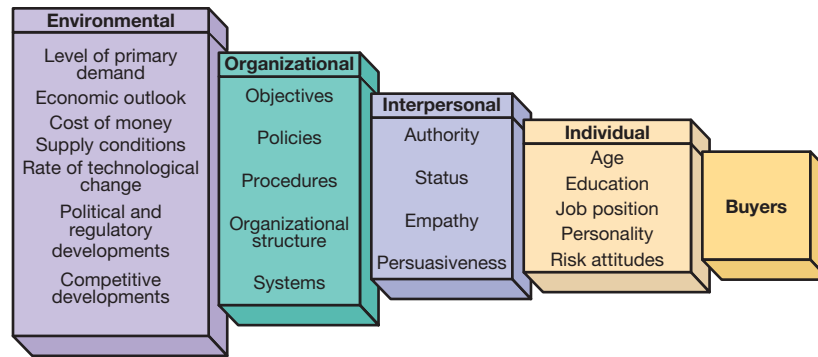 Environmental
Level of primary
demand
Economic outlook
Cost of money
Supply conditions
Rate of technological
change
Political and
regulatory
developments
Competitive
developments
Organizational
Objectives
Policies
Procedures
Organizational
structure
Systems
Interpersonal
Authority
Status
Empathy
Persuasiveness
Individual
Age
Education
Job position
Personality
Risk attitudes
Buyers